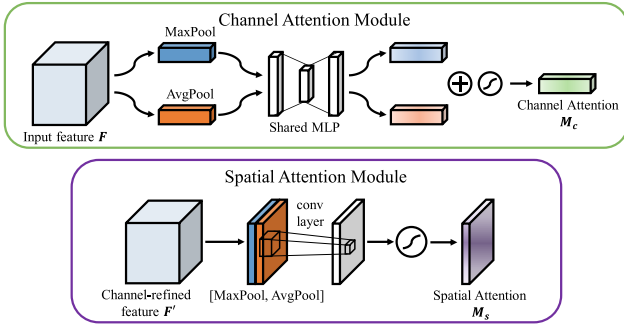 Channel Attention Module
MaxPool
AvgPool
Input feature F
Shared MLP
Channel Attention
M_c
Spatial Attention Module
conv
layer
Channel-refined
feature F'
[MaxPool, AvgPool]
Spatial Attention
M_s